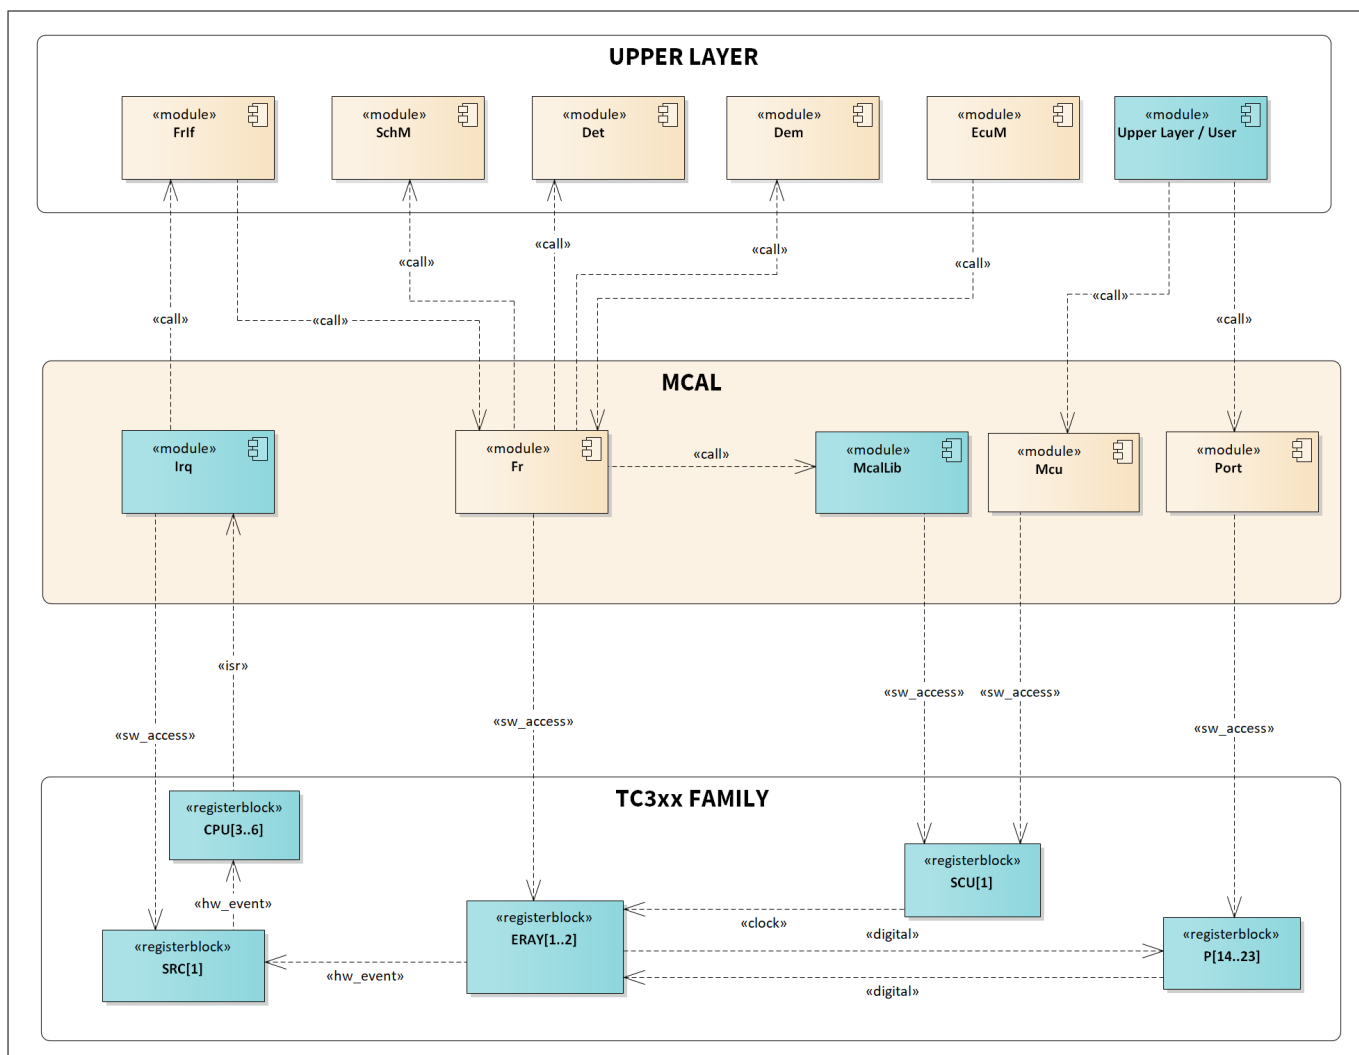 UPPER LAYER
«module»
FrIf
«module»
SchM
«module»
Det
«module»
Dem
«module»
EcuM
«module»
Upper Layer / User
«call»
«call»
«call»
«call»
«call»
«call»
«call»
«call»
MCAL
«module»
Irq
«module»
Fr
«call»
«module»
McalLib
«module»
Mcu
«module»
Port
«isr»
«sw_access»
«sw_access»
«sw_access»
«sw_access»
«sw_access»
TC3xx FAMILY
«registerblock»
CPU[3..6]
«hw_event»
«registerblock»
SRC[1]
«hw_event»
«registerblock»
ERAY[1..2]
«registerblock»
SCU[1]
«clock»
«digital»
«digital»
«registerblock»
P[14..23]